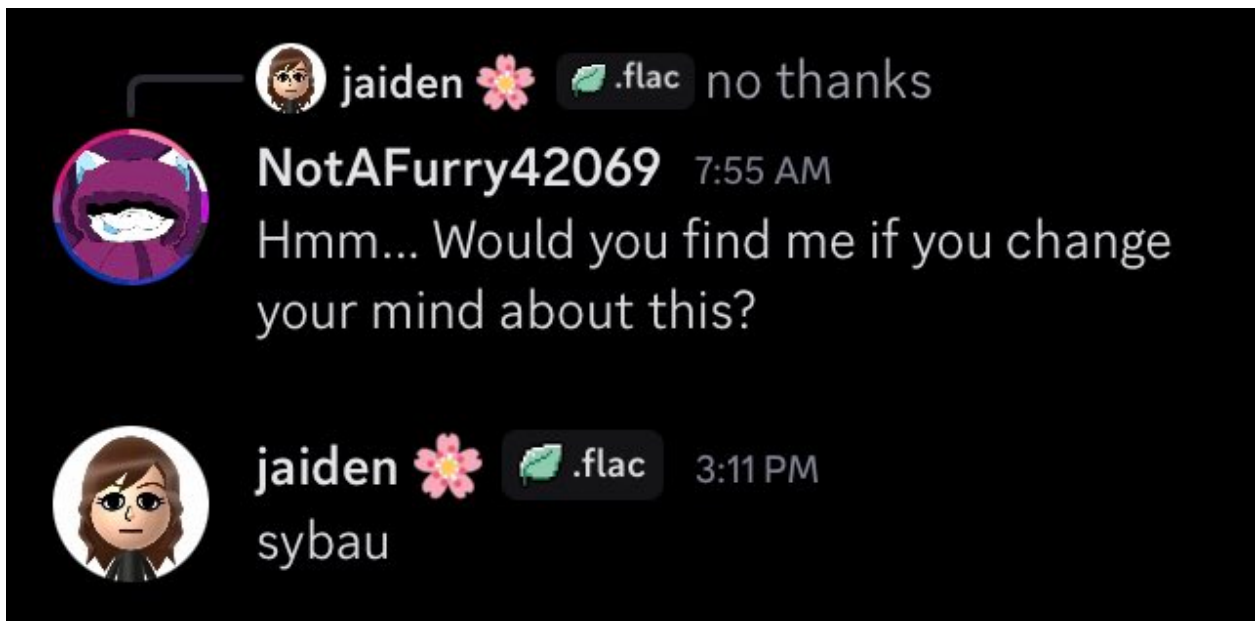 jaiden 🌸 .flac no thanks
NotAFurry42069 7:55 AM
Hmm... Would you find me if you change
your mind about this?
jaiden 🌸 .flac 3:11 PM
sybau